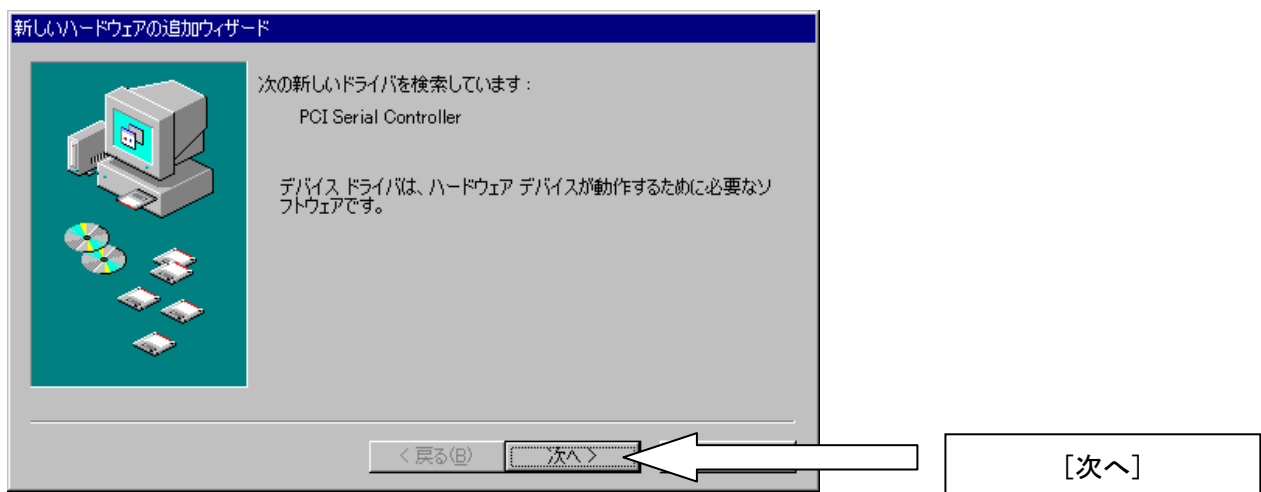 新しいハードウェアの追加ウィザード
次の新しいドライバを検索しています：
PCI Serial Controller
デバイス ドライバは、ハードウェア デバイスが動作するために必要なソ
フトウェアです。
< 戻る(B)
次へ >
[次へ]